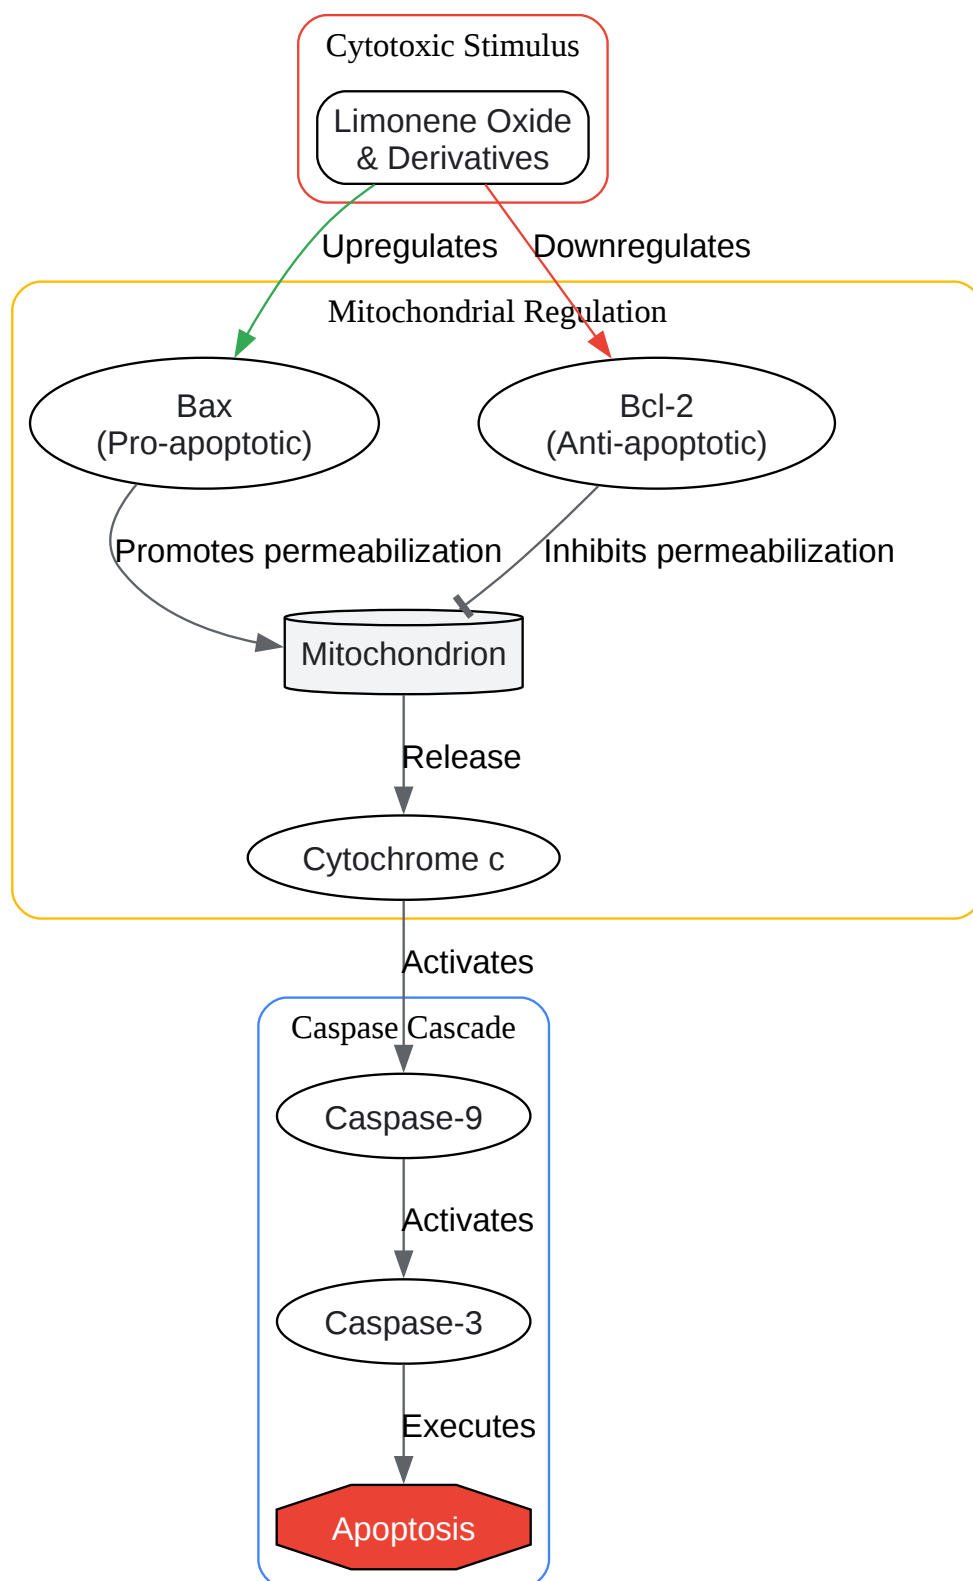 Cytotoxic Stimulus
Limonene Oxide
& Derivatives
Upregulates
Downregulates
Mitochondrial Regulation
Bax
(Pro-apoptotic)
Bcl-2
(Anti-apoptotic)
Promotes permeabilization
Inhibits permeabilization
Mitochondrion
Release
Cytochrome c
Activates
Caspase Cascade
Caspase-9
Activates
Caspase-3
Executes
Apoptosis